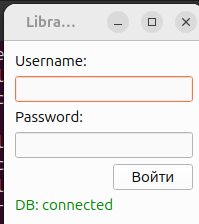 Libra...
Username:
Password:
Войти
DB: connected